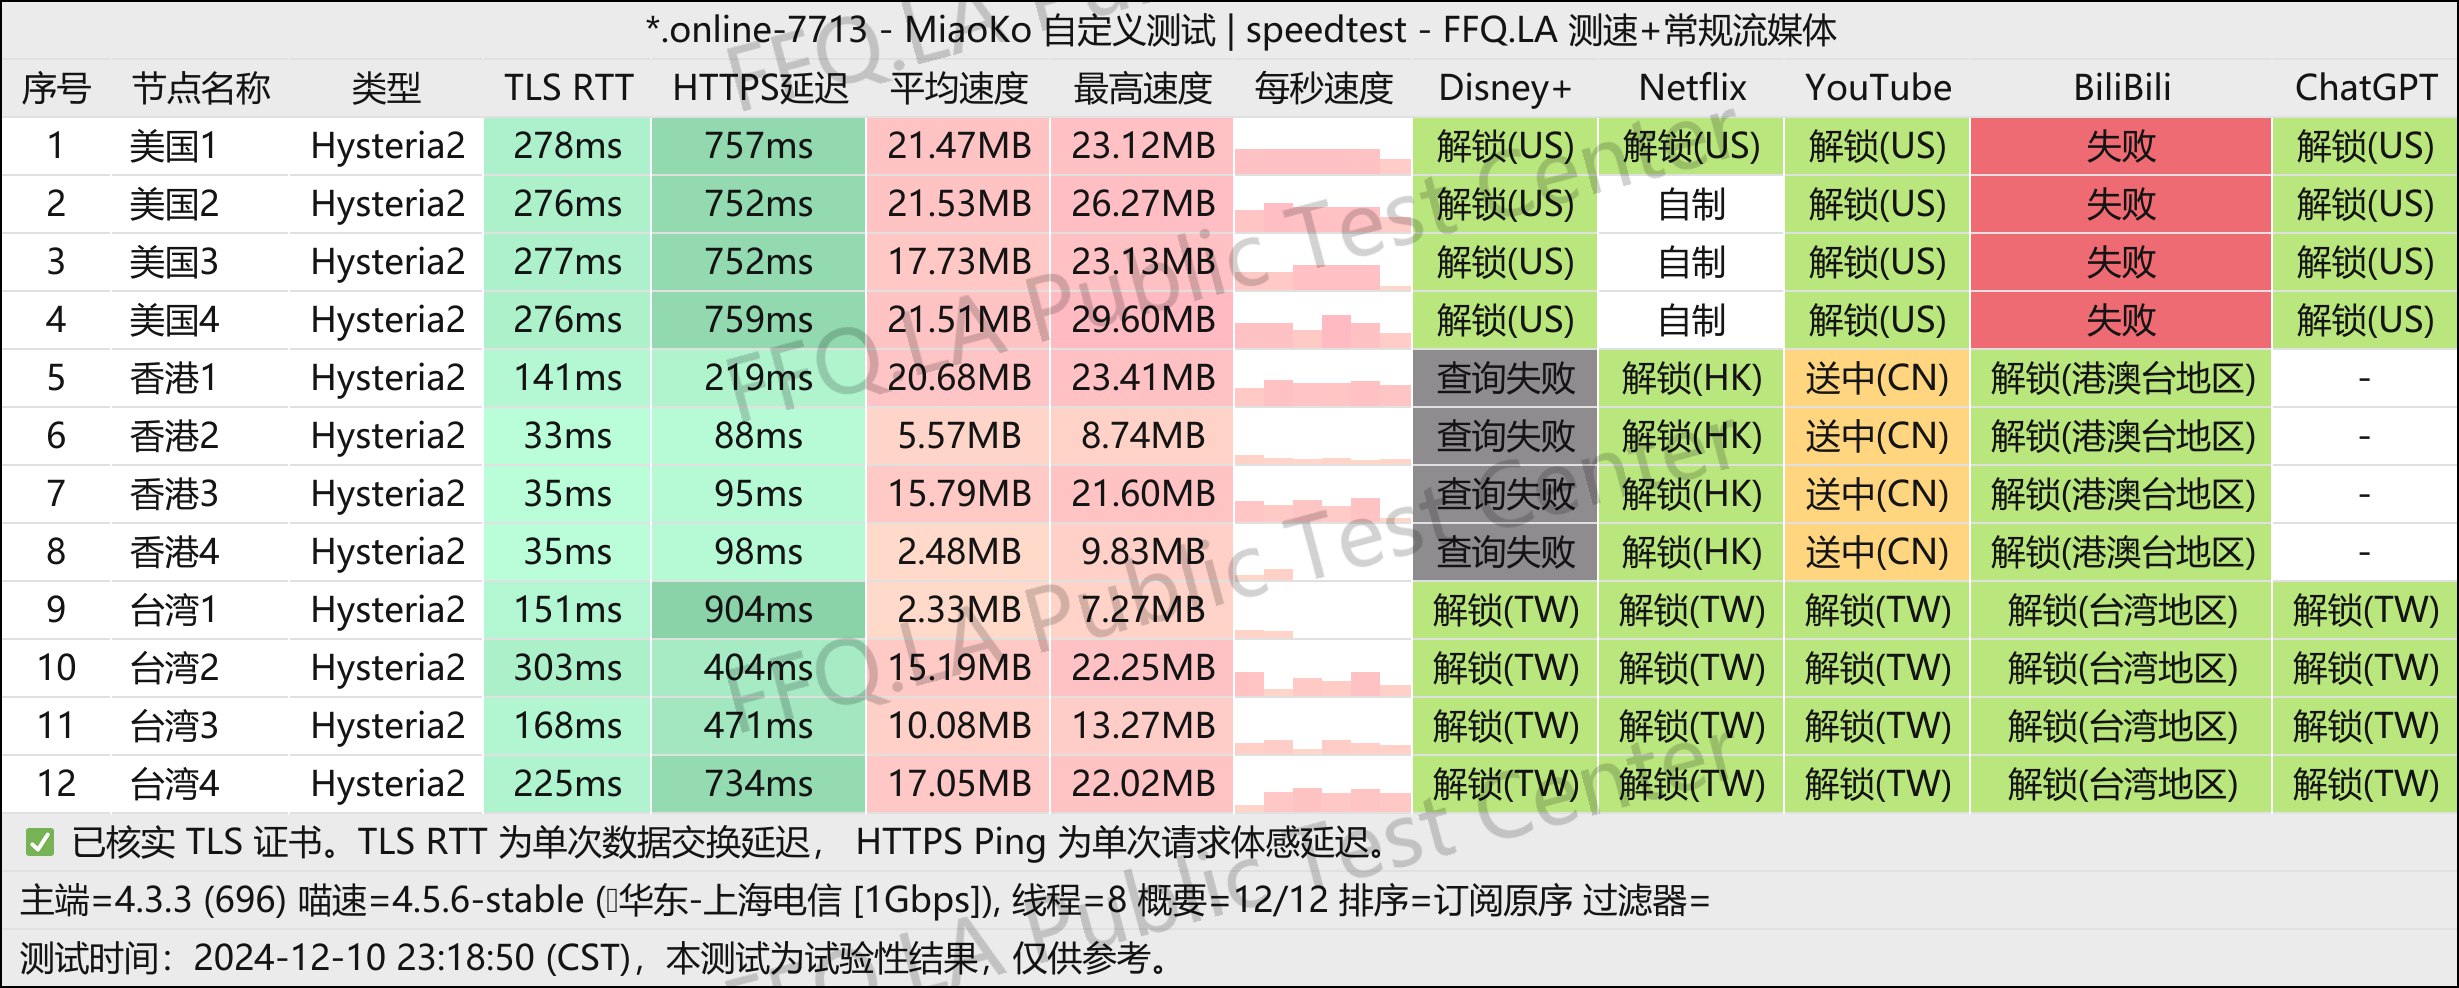 *.online-7713 - MiaoKo 自定义测试 | speedtest - FFQ.LA 测速+常规流媒体
序号 节点名称 类型 TLS RTT HTTPS延迟 平均速度 最高速度 每秒速度 Disney+ Netflix YouTube BiliBili ChatGPT
1 美国1 Hysteria2 278ms 757ms 21.47MB 23.12MB 解锁(US) 解锁(US) 解锁(US) 失败 解锁(US)
2 美国2 Hysteria2 276ms 752ms 21.53MB 26.27MB 解锁(US) 自制 解锁(US) 失败 解锁(US)
3 美国3 Hysteria2 277ms 752ms 17.73MB 23.13MB 解锁(US) 自制 解锁(US) 失败 解锁(US)
4 美国4 Hysteria2 276ms 759ms 21.51MB 29.60MB 解锁(US) 自制 解锁(US) 失败 解锁(US)
5 香港1 Hysteria2 141ms 219ms 20.68MB 23.41MB 查询失败 解锁(HK) 送中(CN) 解锁(港澳台地区) -
6 香港2 Hysteria2 33ms 88ms 5.57MB 8.74MB 查询失败 解锁(HK) 送中(CN) 解锁(港澳台地区) -
7 香港3 Hysteria2 35ms 95ms 15.79MB 21.60MB 查询失败 解锁(HK) 送中(CN) 解锁(港澳台地区) -
8 香港4 Hysteria2 35ms 98ms 2.48MB 9.83MB 查询失败 解锁(HK) 送中(CN) 解锁(港澳台地区) -
9 台湾1 Hysteria2 151ms 904ms 2.33MB 7.27MB 解锁(TW) 解锁(TW) 解锁(TW) 解锁(台湾地区) 解锁(TW)
10 台湾2 Hysteria2 303ms 404ms 15.19MB 22.25MB 解锁(TW) 解锁(TW) 解锁(TW) 解锁(台湾地区) 解锁(TW)
11 台湾3 Hysteria2 168ms 471ms 10.08MB 13.27MB 解锁(TW) 解锁(TW) 解锁(TW) 解锁(台湾地区) 解锁(TW)
12 台湾4 Hysteria2 225ms 734ms 17.05MB 22.02MB 解锁(TW) 解锁(TW) 解锁(TW) 解锁(台湾地区) 解锁(TW)
✅ 已核实 TLS 证书。TLS RTT 为单次数据交换延迟， HTTPS Ping 为单次请求体感延迟。
主端=4.3.3 (696) 喵速=4.5.6-stable (华东-上海电信 [1Gbps]), 线程=8 概要=12/12 排序=订阅原序 过滤器=
测试时间：2024-12-10 23:18:50 (CST)，本测试为试验性结果，仅供参考。
FFQ.LA Public Test Center
FFQ.LA Public Test Center
FFQ.LA Public Test Center